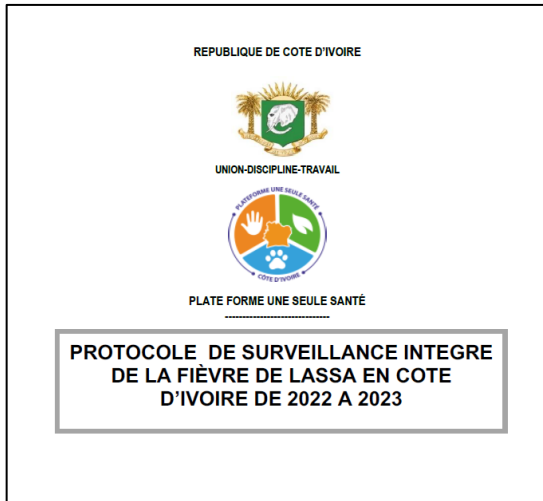 REPUBLIQUE DE COTE D'IVOIRE
UNION-DISCIPLINE-TRAVAIL
PLATEFORME UNE SEULE SANTÉ
CÔTE D'IVOIRE
PLATE FORME UNE SEULE SANTÉ
------------------------------
PROTOCOLE DE SURVEILLANCE INTEGRE
DE LA FIÈVRE DE LASSA EN COTE
D'IVOIRE DE 2022 A 2023